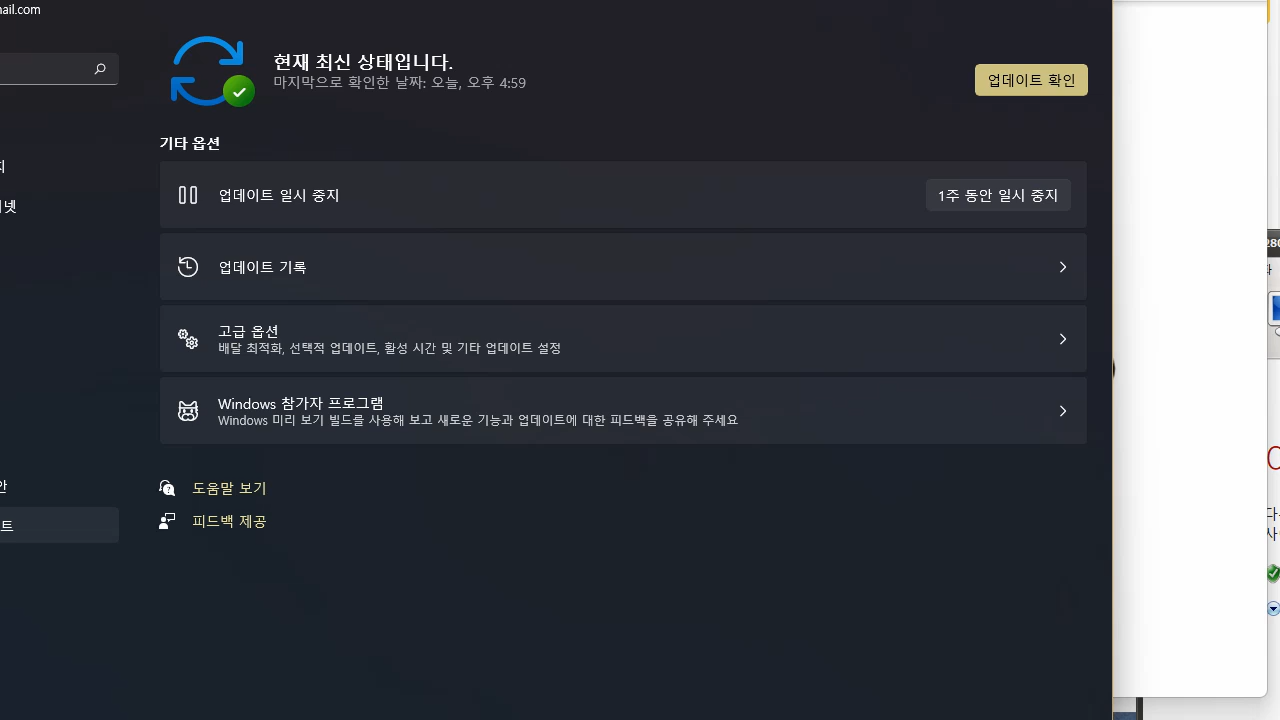 ail.com
현재 최신 상태입니다.
마지막으로 확인한 날짜: 오늘, 오후 4:59
업데이트 확인
기타 옵션
업데이트 일시 중지
1주 동안 일시 중지
업데이트 기록
고급 옵션
배달 최적화, 선택적 업데이트, 활성 시간 및 기타 업데이트 설정
Windows 참가자 프로그램
Windows 미리 보기 빌드를 사용해 보고 새로운 기능과 업데이트에 대한 피드백을 공유해 주세요
도움말 보기
피드백 제공
넷
안
트